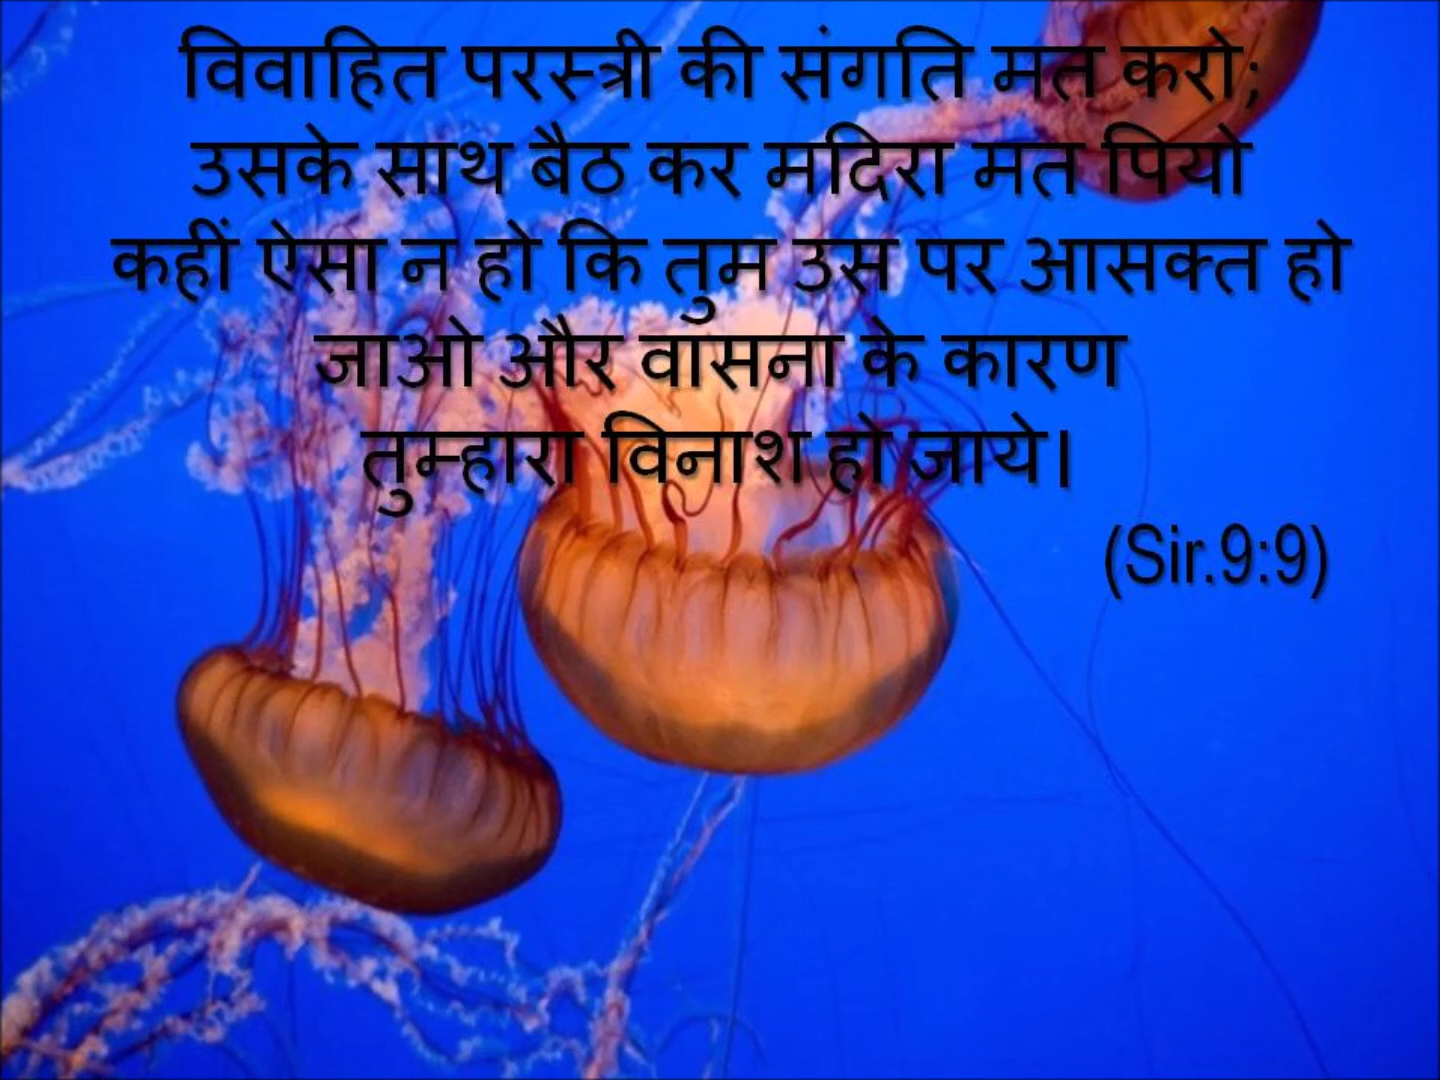 विवाहित परस्त्री की संगति मत करो;
उसके साथ बैठ कर मदिरा मत पियो
कहीं ऐसा न हो कि तुम उस पर आसक्त हो
जाओ और वासना के कारण
तुम्हारा विनाश हो जाये।
(Sir.9:9)